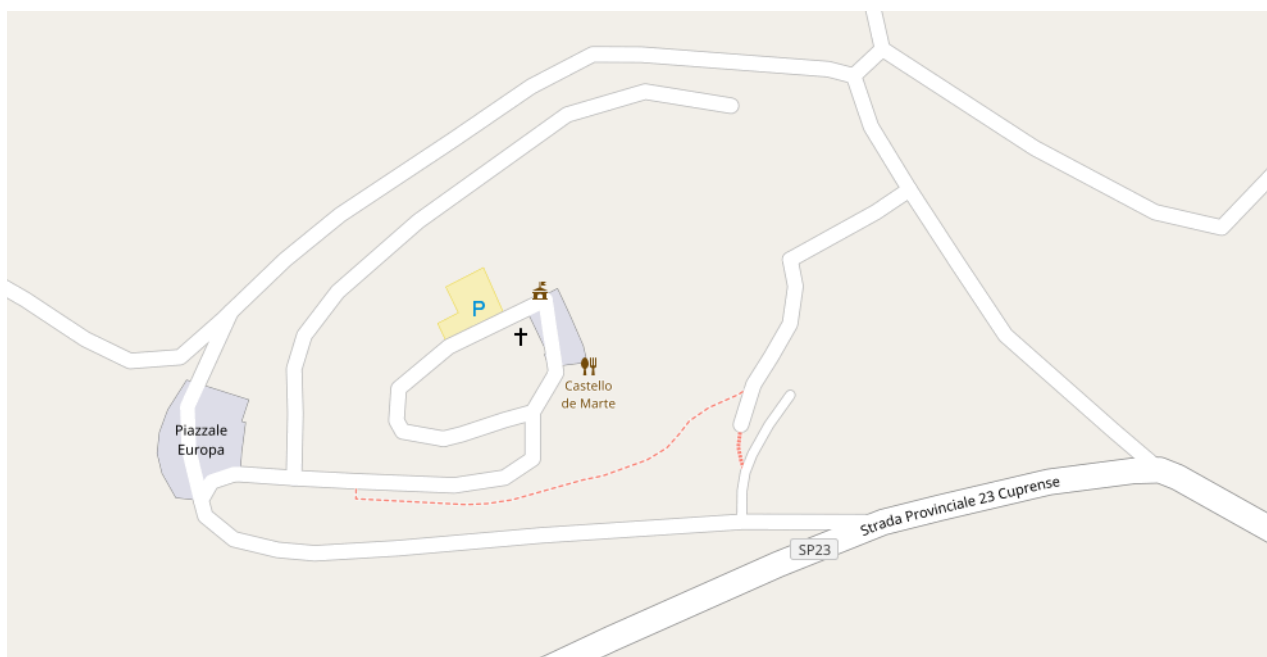 P
Castello
de Marte
Piazzale
Europa
Strada Provinciale 23 Cuprense
SP23